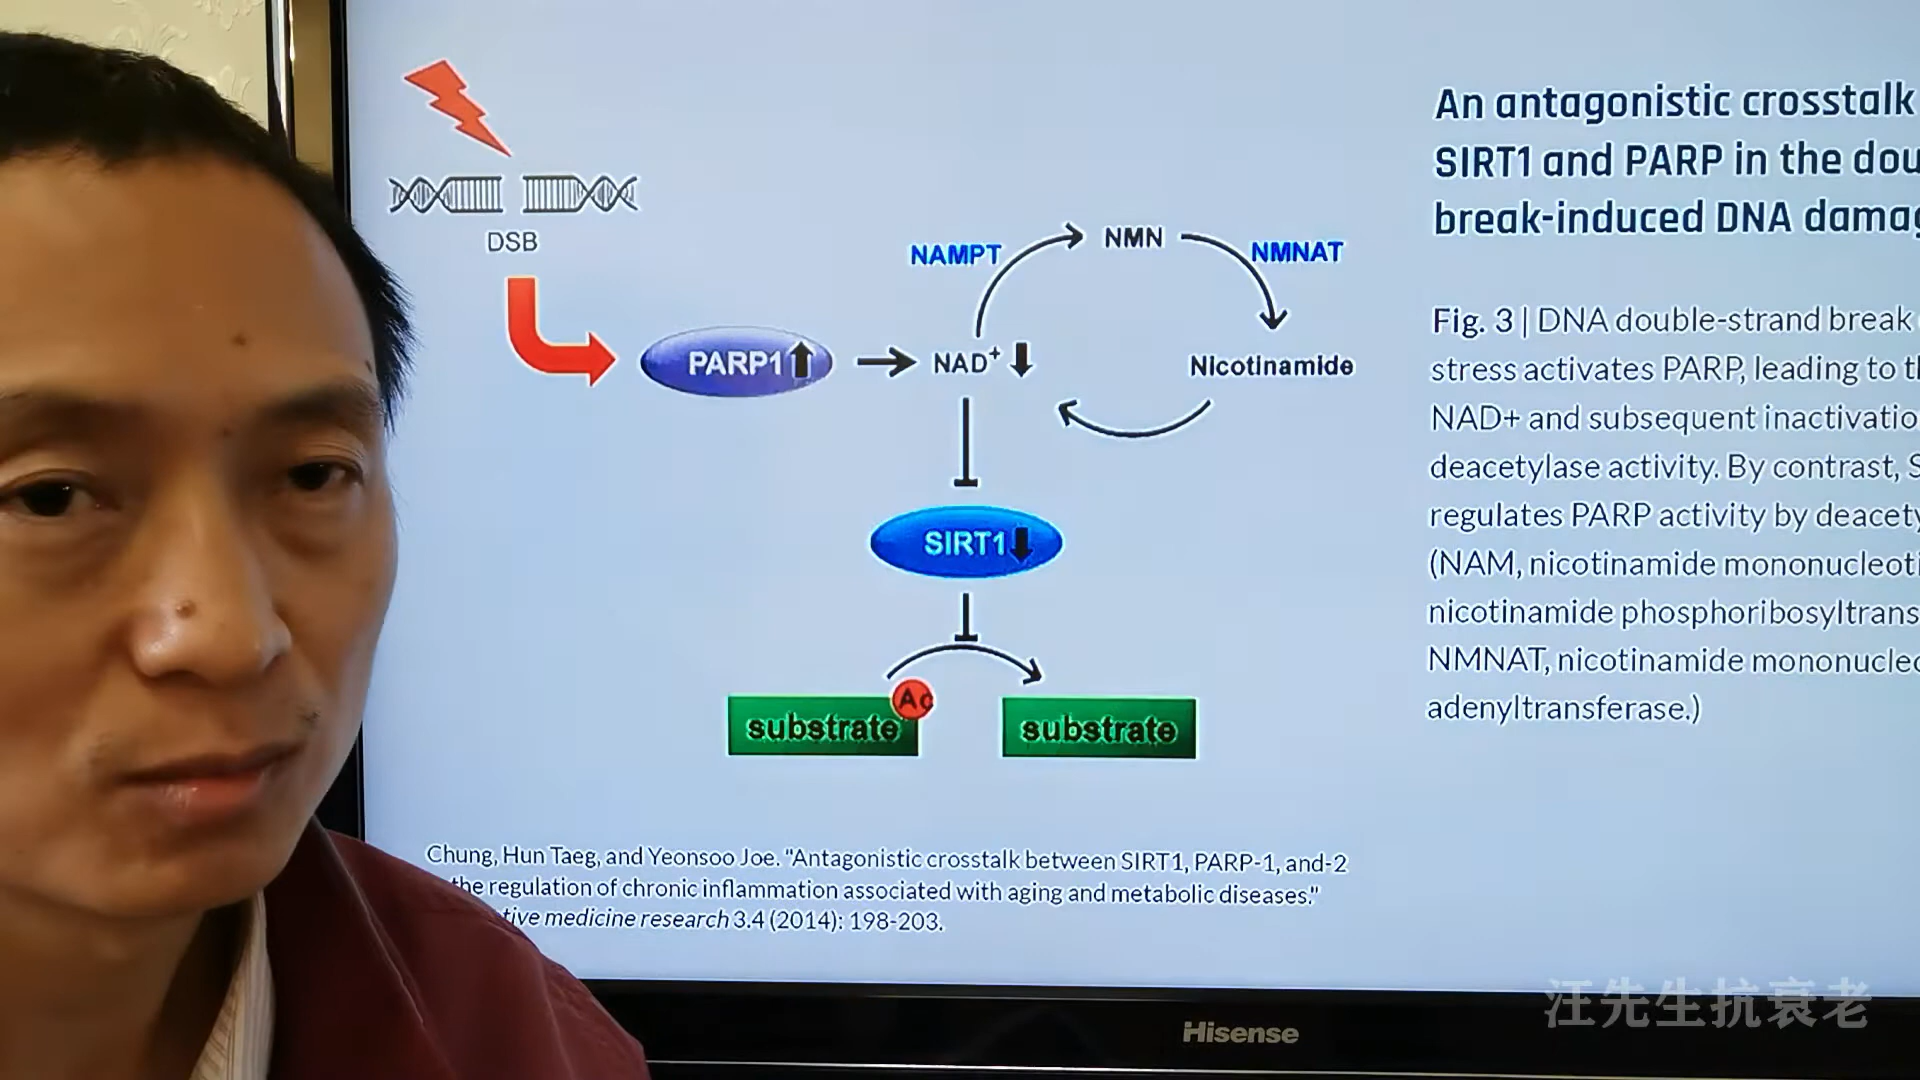 An antagonistic crosstalk
SIRT1 and PARP in the dou
break-induced DNA damag
DSB
NAMPT
NMN
NMNAT
PARP1
NAD+
Nicotinamide
SIRT1
Ac
substrate
substrate
Fig. 3 | DNA double-strand break
stress activates PARP, leading to t
NAD+ and subsequent inactivatio
deacetylase activity. By contrast, S
regulates PARP activity by deacety
(NAM, nicotinamide mononucleoti
nicotinamide phosphoribosyltrans
NMNAT, nicotinamide mononucleo
adenyltransferase.)
Chung, Hun Taeg, and Yeonsoo Joe. "Antagonistic crosstalk between SIRT1, PARP-1, and-2
the regulation of chronic inflammation associated with aging and metabolic diseases."
tive medicine research 3.4 (2014): 198-203.
汪先生抗衰老
Hisense